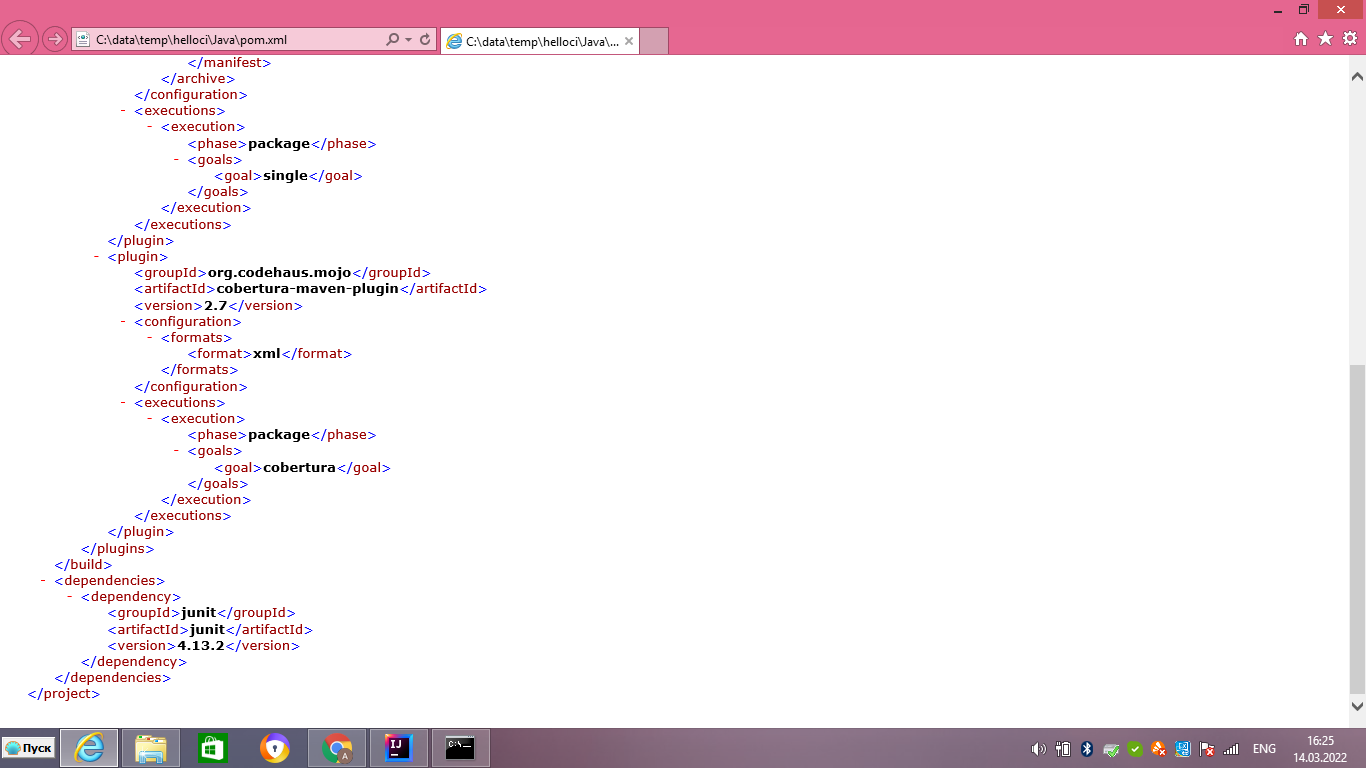 C:\data\temp\helloci\Java\pom.xml
C:\data\temp\helloci\Java\...
</manifest>
</archive>
</configuration>
- <executions>
- <execution>
<phase>package</phase>
- <goals>
<goal>single</goal>
</goals>
</execution>
</executions>
</plugin>
- <plugin>
<groupId>org.codehaus.mojo</groupId>
<artifactId>cobertura-maven-plugin</artifactId>
<version>2.7</version>
- <configuration>
- <formats>
<format>xml</format>
</formats>
</configuration>
- <executions>
- <execution>
<phase>package</phase>
- <goals>
<goal>cobertura</goal>
</goals>
</execution>
</executions>
</plugin>
</plugins>
</build>
- <dependencies>
- <dependency>
<groupId>junit</groupId>
<artifactId>junit</artifactId>
<version>4.13.2</version>
</dependency>
</dependencies>
</project>
Пуск
A
IJ
C:\_
ENG
16:25
14.03.2022